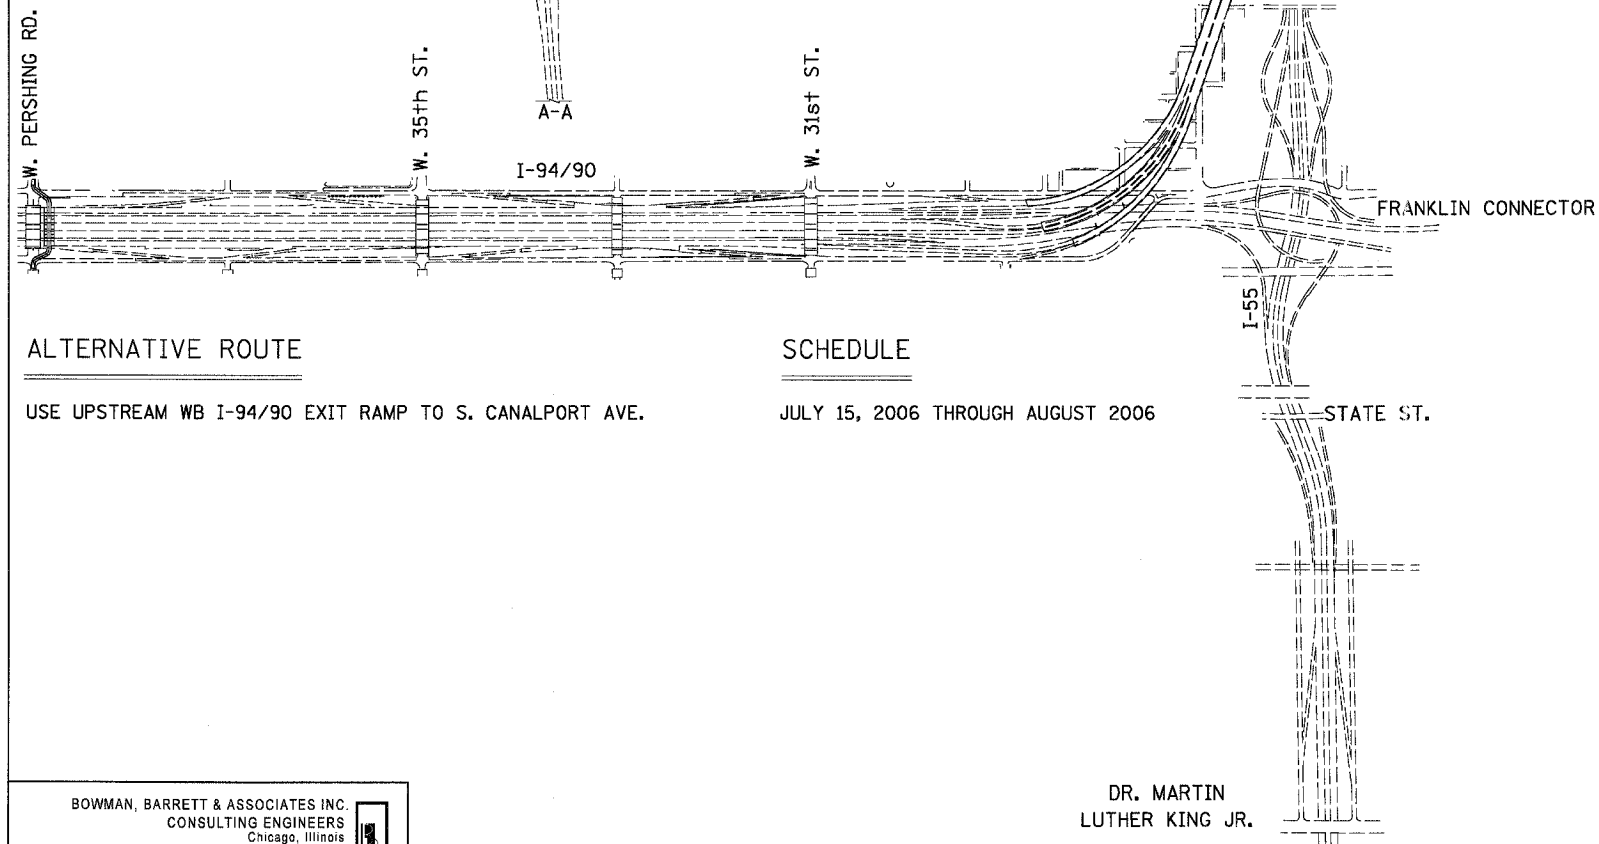 W. PERSHING RD.
W. 35th ST.
A-A
W. 31st ST.
I-94/90
FRANKLIN CONNECTOR
I-55
ALTERNATIVE ROUTE
USE UPSTREAM WB I-94/90 EXIT RAMP TO S. CANALPORT AVE.
SCHEDULE
JULY 15, 2006 THROUGH AUGUST 2006
STATE ST.
DR. MARTIN
LUTHER KING JR.
BOWMAN, BARRETT & ASSOCIATES INC.
CONSULTING ENGINEERS
Chicago, Illinois